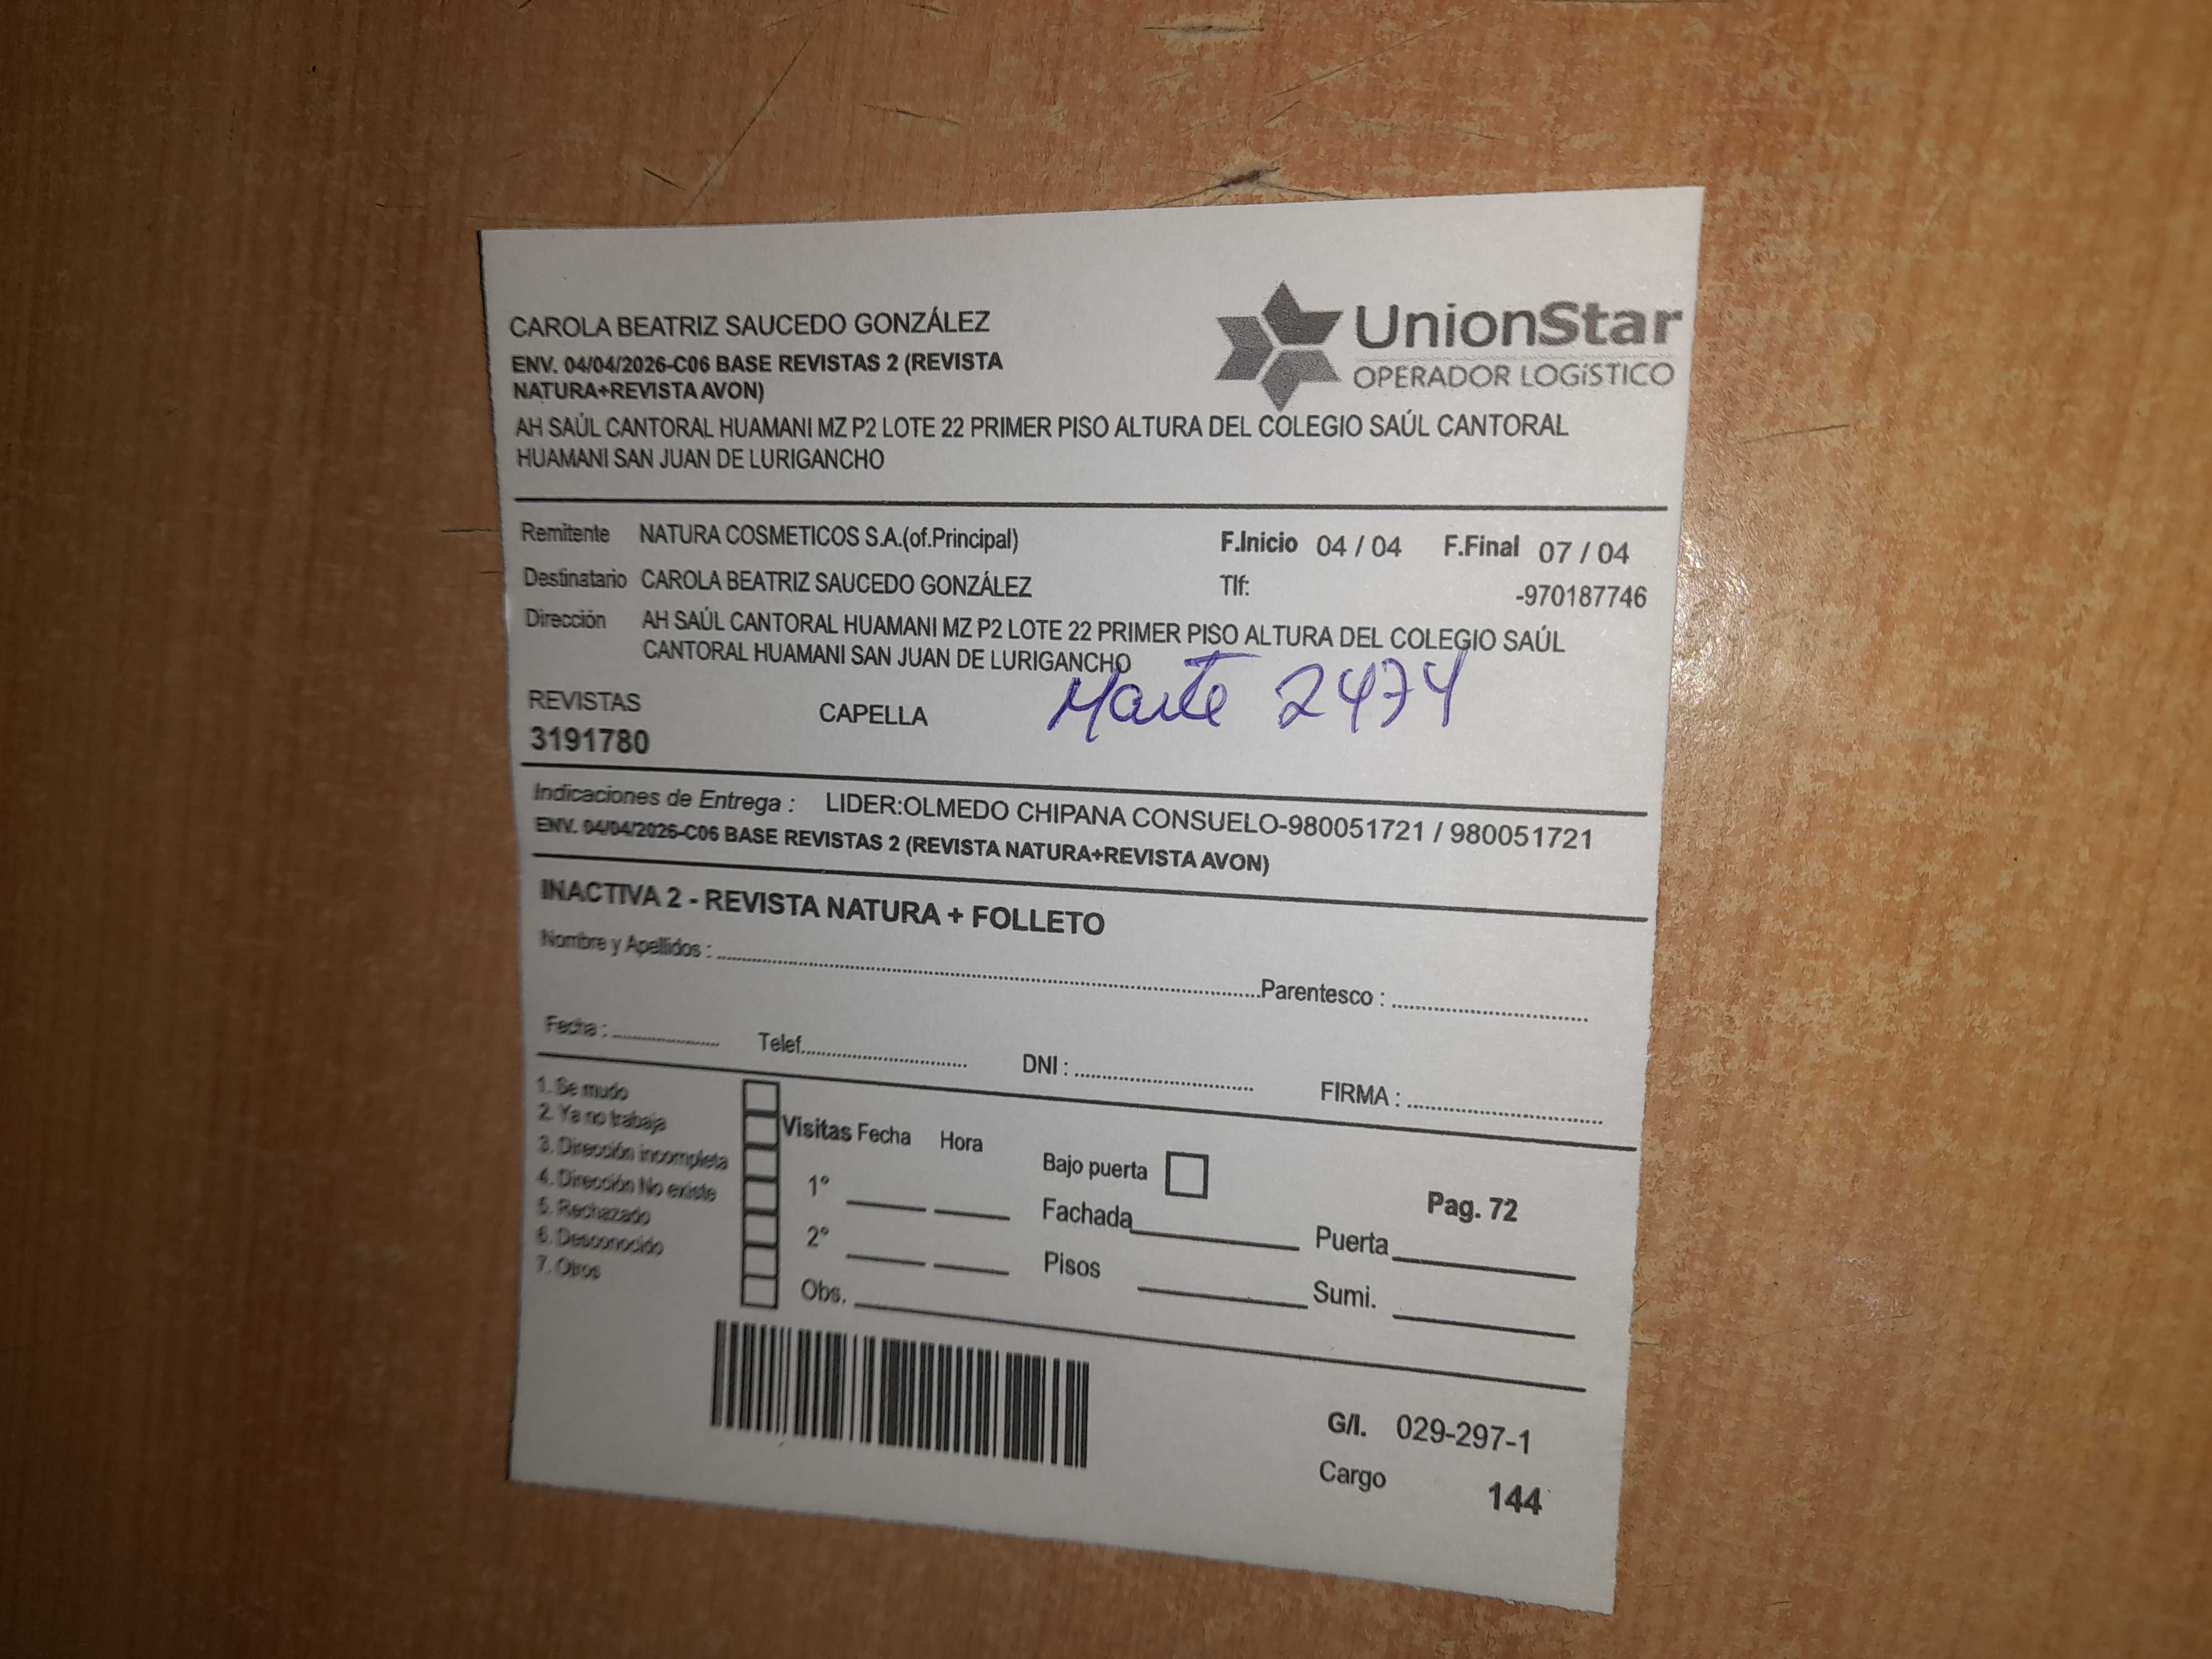 CAROLA BEATRIZ SAUCEDO GONZÁLEZ
ENV. 04/04/2026-C06 BASE REVISTAS 2 (REVISTA
NATURA+REVISTA AVON)
UnionStar
OPERADOR LOGíSTICO
AH SAÚL CANTORAL HUAMANI MZ P2 LOTE 22 PRIMER PISO ALTURA DEL COLEGIO SAÚL CANTORAL
HUAMANI SAN JUAN DE LURIGANCHO
Remitente NATURA COSMETICOS S.A.(of.Principal) F.Inicio 04 / 04 F.Final 07 / 04
Destinatario CAROLA BEATRIZ SAUCEDO GONZÁLEZ Tlf: -970187746
Dirección AH SAÚL CANTORAL HUAMANI MZ P2 LOTE 22 PRIMER PISO ALTURA DEL COLEGIO SAÚL
CANTORAL HUAMANI SAN JUAN DE LURIGANCHO
REVISTAS CAPELLA Marte 2474
3191780
Indicaciones de Entrega : LIDER:OLMEDO CHIPANA CONSUELO-980051721 / 980051721
ENV. 04/04/2026-C06 BASE REVISTAS 2 (REVISTA NATURA+REVISTA AVON)
INACTIVA 2 - REVISTA NATURA + FOLLETO
Nombre y Apellidos : Parentesco :
Fecha : Telef. DNI : FIRMA :
1. Se mudo
2. Ya no trabaja
3. Dirección incompleta
4. Dirección No existe
5. Rechazado
6. Desconocido
7. Otros
Visitas Fecha Hora
1°
2°
Obs.
Bajo puerta
Pag. 72
Fachada Puerta
Pisos Sumi.
G/I. 029-297-1
Cargo 144